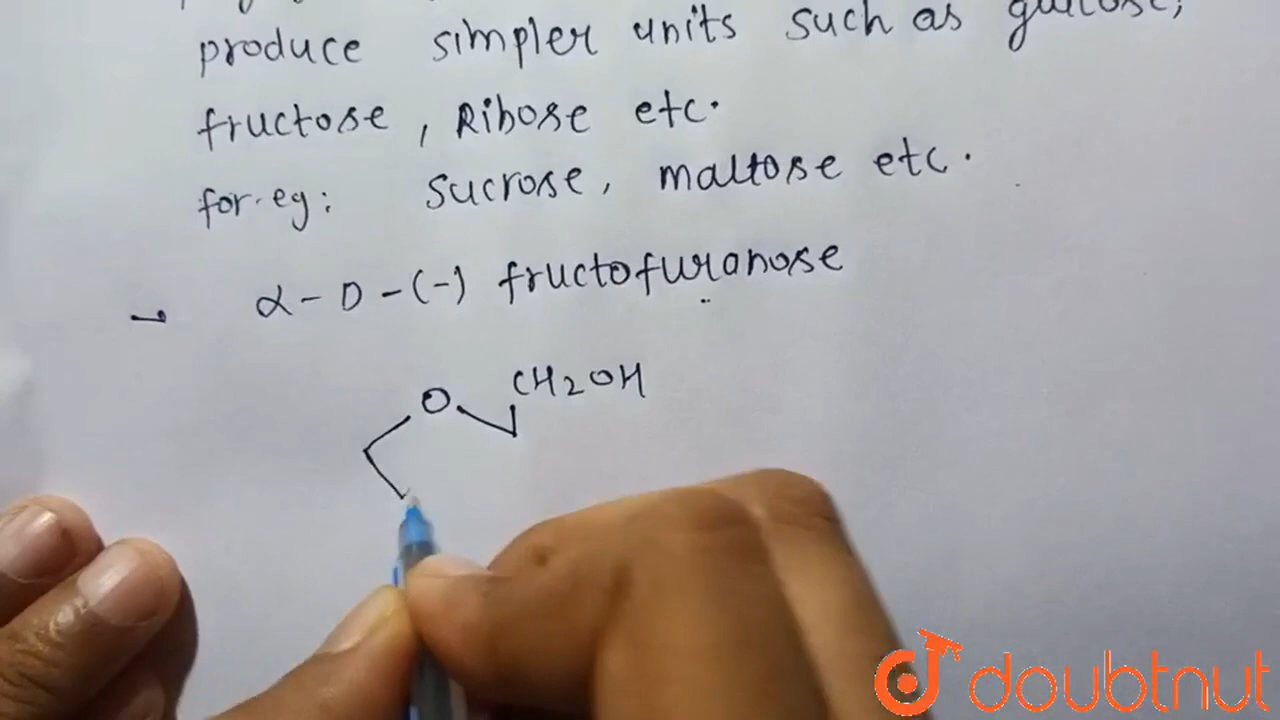 produce simpler units such as
fructose, Ribose etc.
for.eg: sucrose, maltose etc.
α - D - (-) fructofuranose
O CH2OH
doubtnut